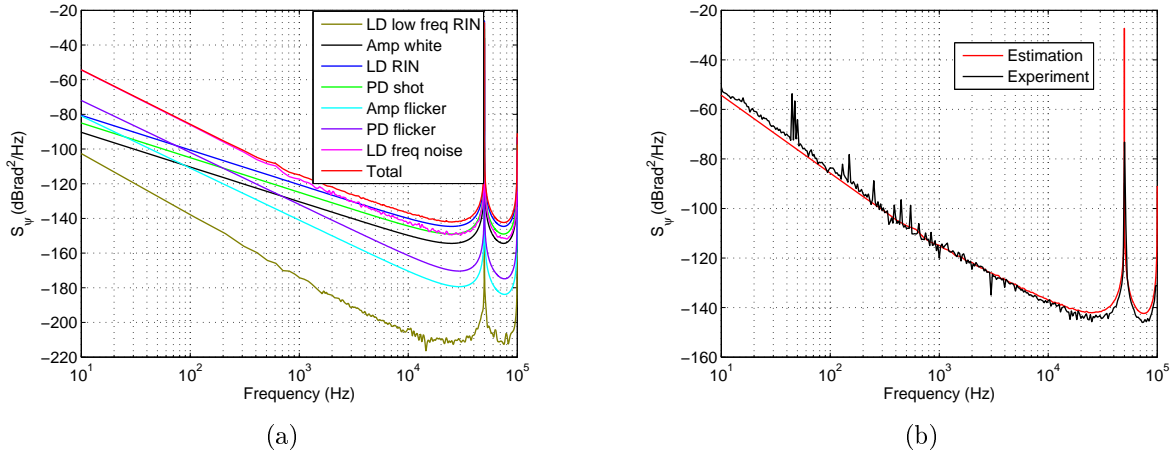 −20
−40
−60
−80
−100
−120
−140
−160
−180
−200
−220
S_ψ (dBrad²/Hz)
10¹
10²
10³
10⁴
10⁵
Frequency (Hz)
LD low freq RIN
Amp white
LD RIN
PD shot
Amp flicker
PD flicker
LD freq noise
Total
(a)
−20
−40
−60
−80
−100
−120
−140
−160
S_ψ (dBrad²/Hz)
10¹
10²
10³
10⁴
10⁵
Frequency (Hz)
Estimation
Experiment
(b)